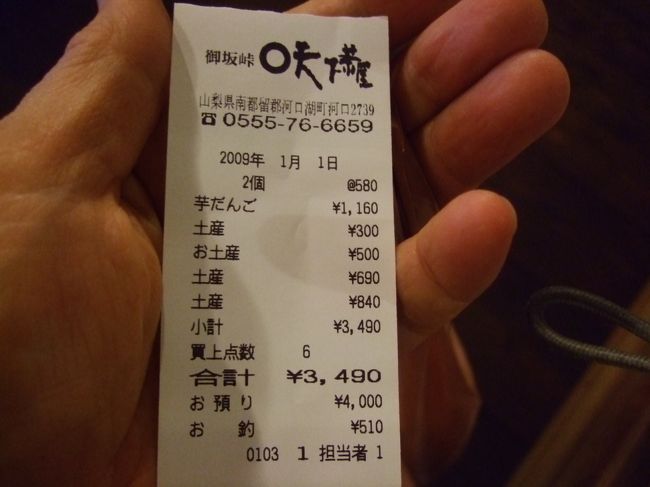 御坂峠 天下茶屋
山梨県南都留郡河口湖町河口2739
☎0555-76-6659
2009年 1月 1日
2個 @580
芋だんご ¥1,160
土産 ¥300
お土産 ¥500
土産 ¥690
土産 ¥840
小計 ¥3,490
買上点数 6
合計 ¥3,490
お預り ¥4,000
お 釣 ¥510
0103 1 担当者 1